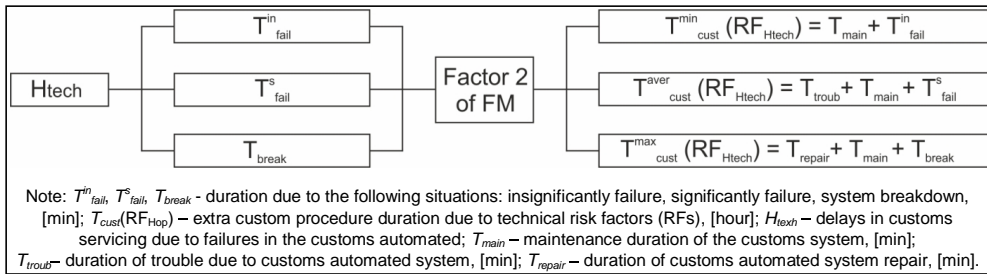 Htech
T^in_fail
T^s_fail
T_break
Factor 2
of FM
T^min_cust (RF_Htech) = T_main + T^in_fail
T^aver_cust (RF_Htech) = T_troub + T_main + T^s_fail
T^max_cust (RF_Htech) = T_repair + T_main + T_break
Note: T^in_fail, T^s_fail, T_break - duration due to the following situations: insignificantly failure, significantly failure, system breakdown,
[min]; T_cust(RF_Hop) – extra custom procedure duration due to technical risk factors (RFs), [hour]; H_texh – delays in customs
servicing due to failures in the customs automated; T_main – maintenance duration of the customs system, [min];
T_troub– duration of trouble due to customs automated system, [min]; T_repair – duration of customs automated system repair, [min].